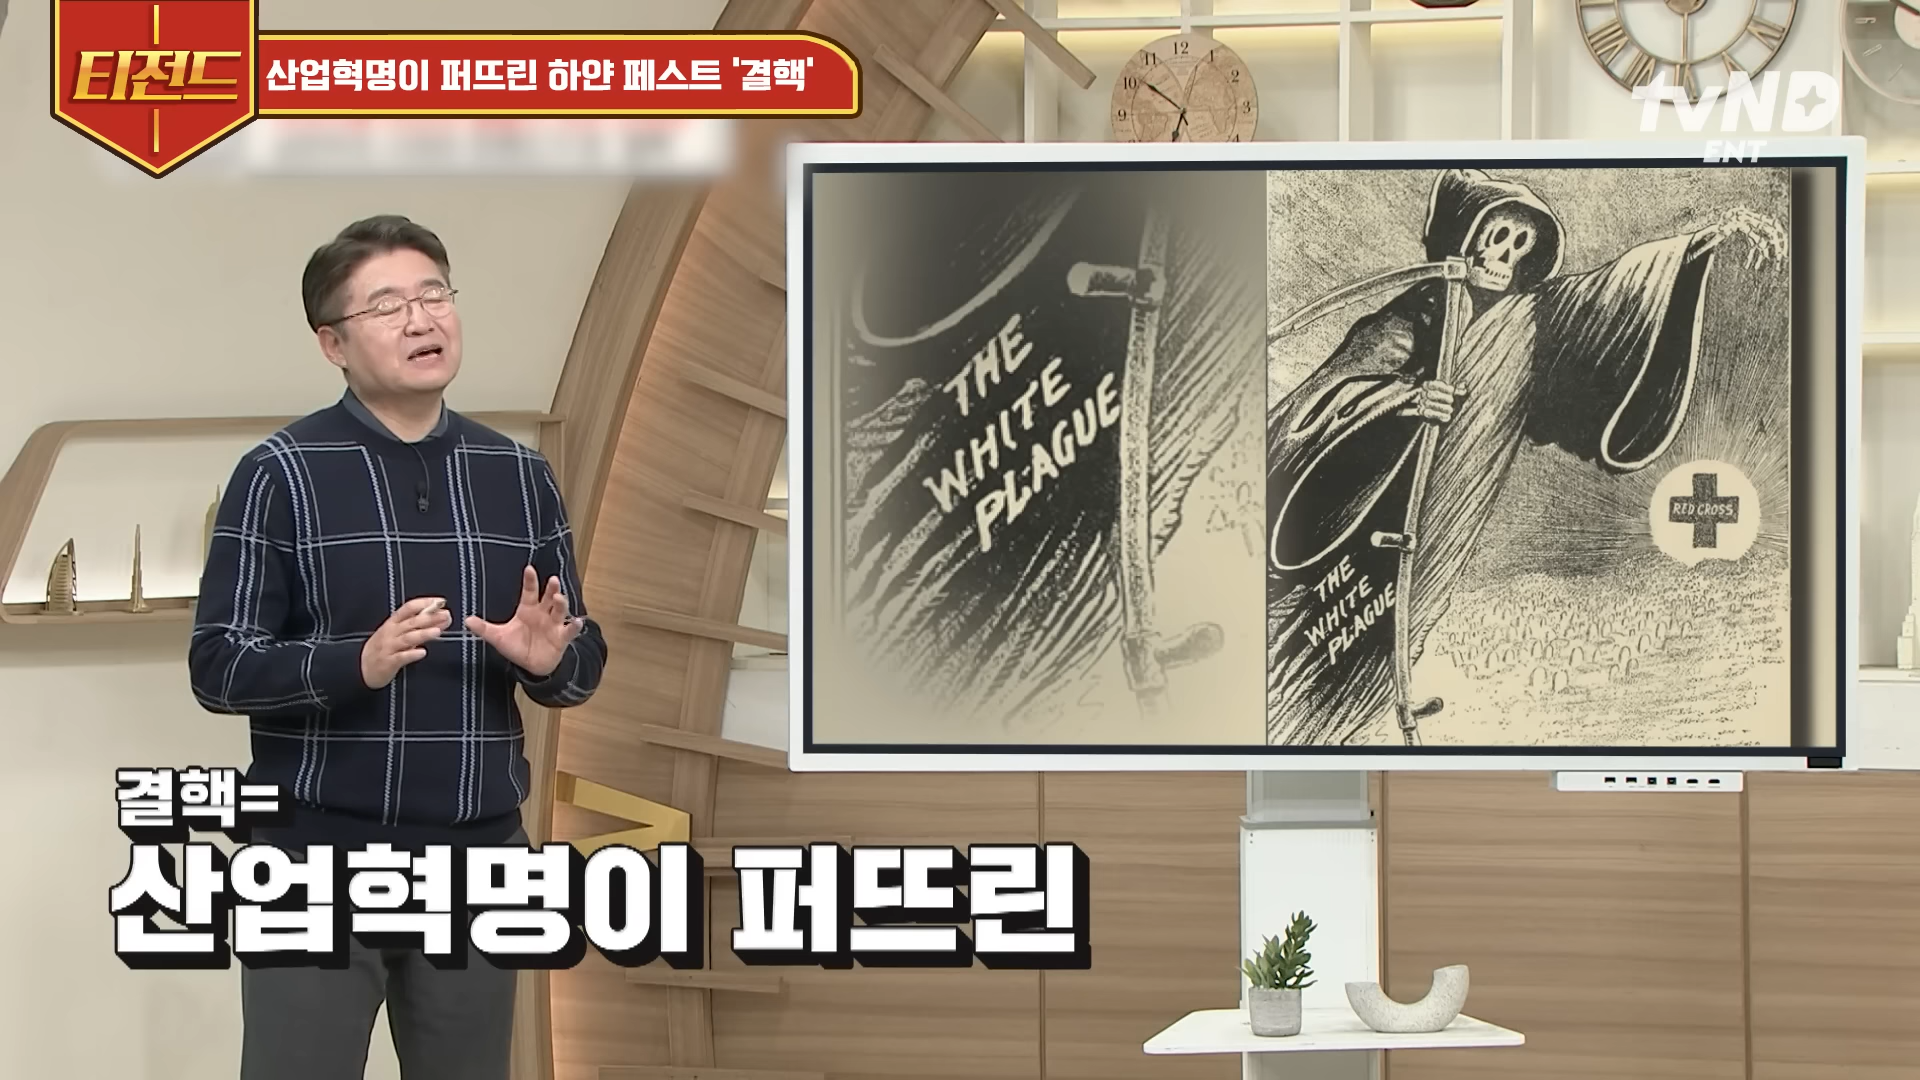 티전드
산업혁명이 퍼뜨린 하얀 페스트 '결핵'
tvND
ENT
THE
WHITE
PLAGUE
RED CROSS
THE
WHITE
PLAGUE
결핵=
산업혁명이 퍼뜨린